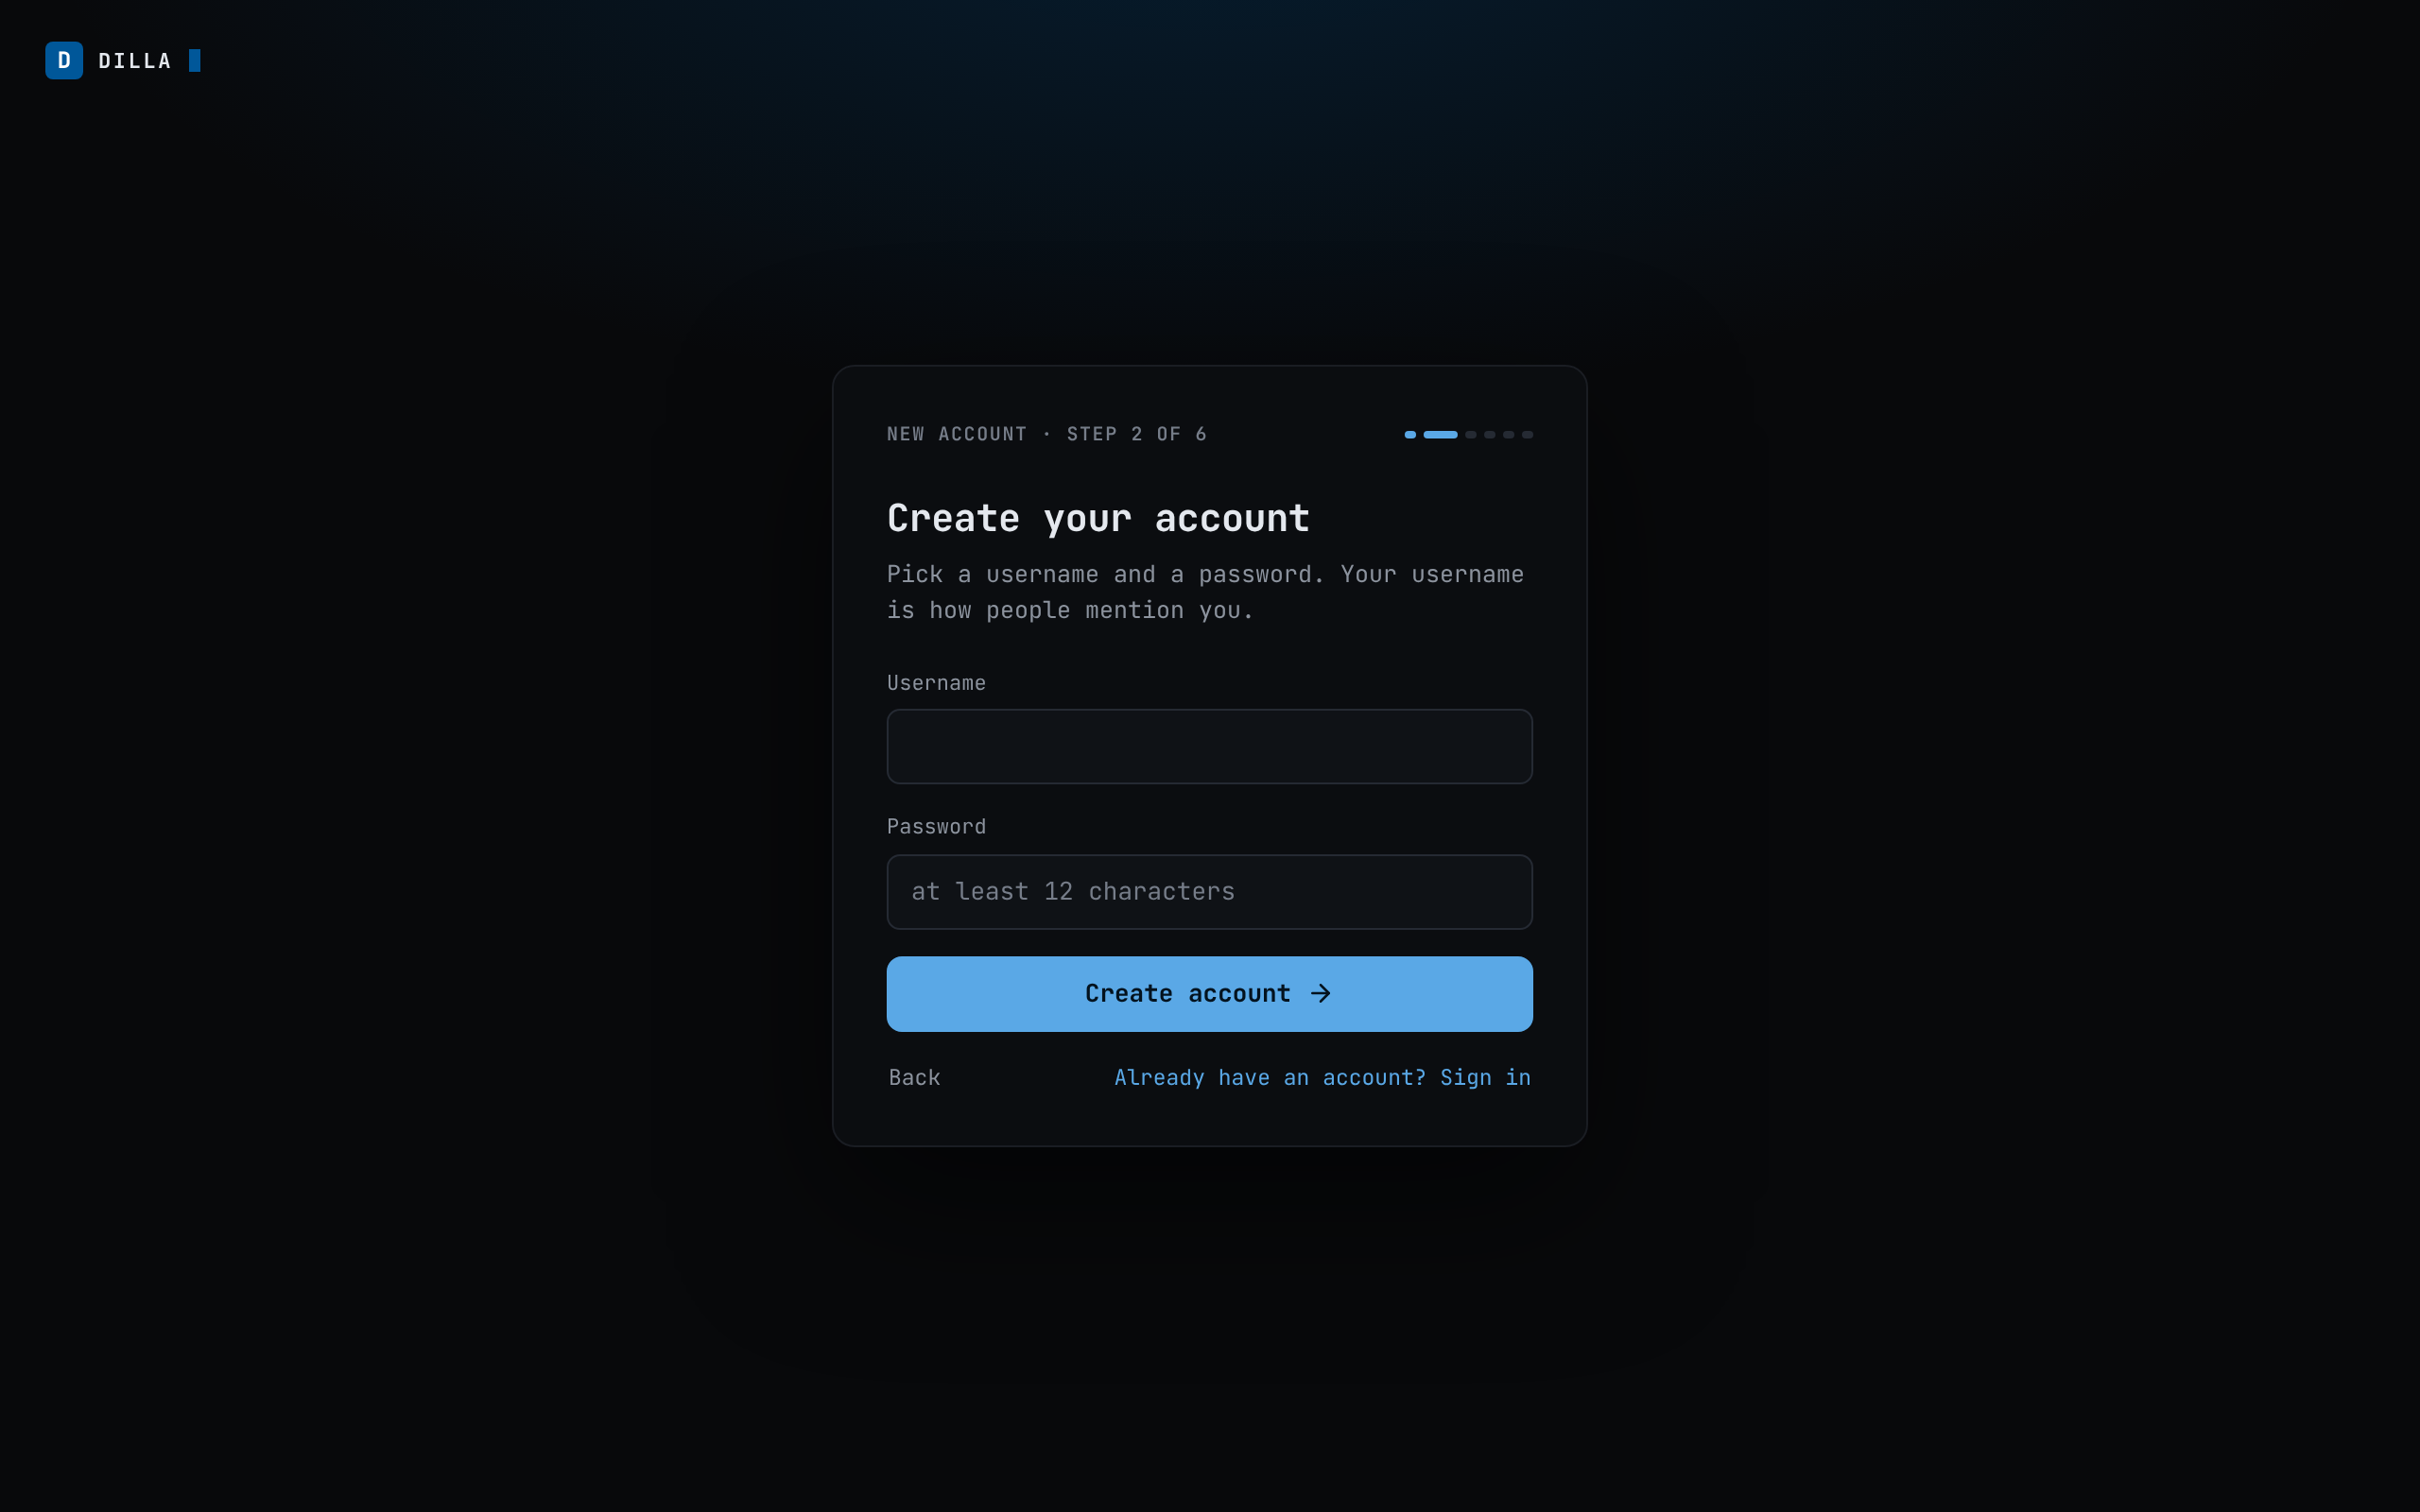 D DILLA
NEW ACCOUNT · STEP 2 OF 6
Create your account
Pick a username and a password. Your username
is how people mention you.
Username
Password
at least 12 characters
Create account →
Back
Already have an account? Sign in